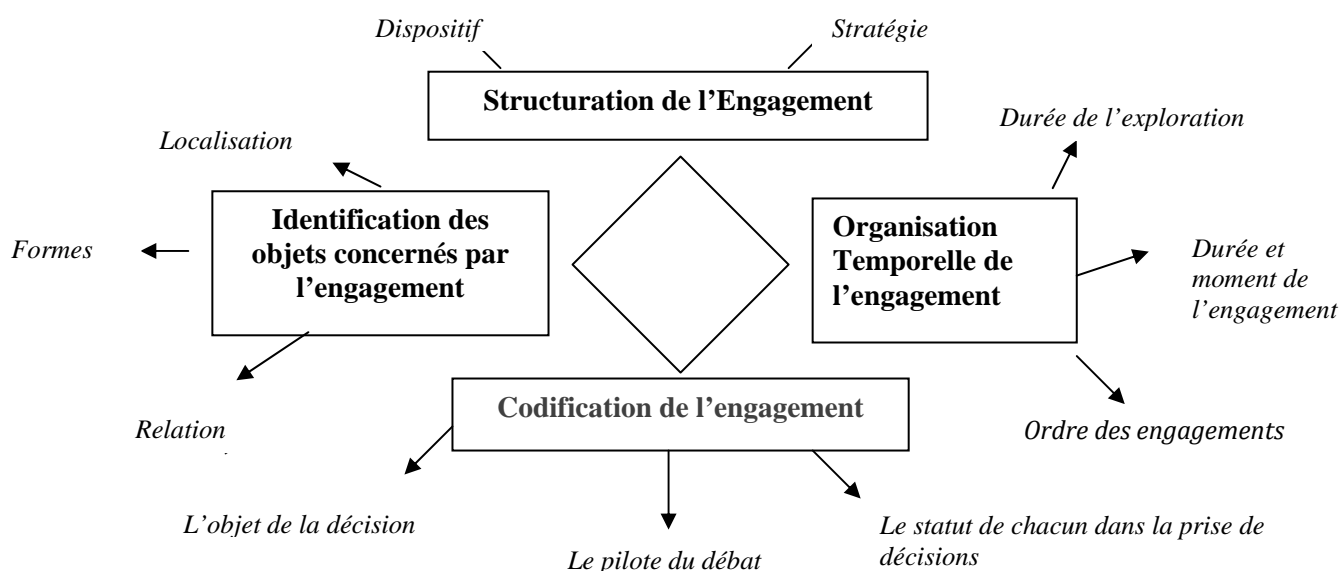 Dispositif
Stratégie
Structuration de l'Engagement
Durée de l'exploration
Localisation
Identification des
objets concernés par
l'engagement
Organisation
Temporelle de
l'engagement
Formes
Durée et
moment de
l'engagement
Codification de l'engagement
Relation
Ordre des engagements
L'objet de la décision
Le statut de chacun dans la prise de
décisions
Le pilote du débat